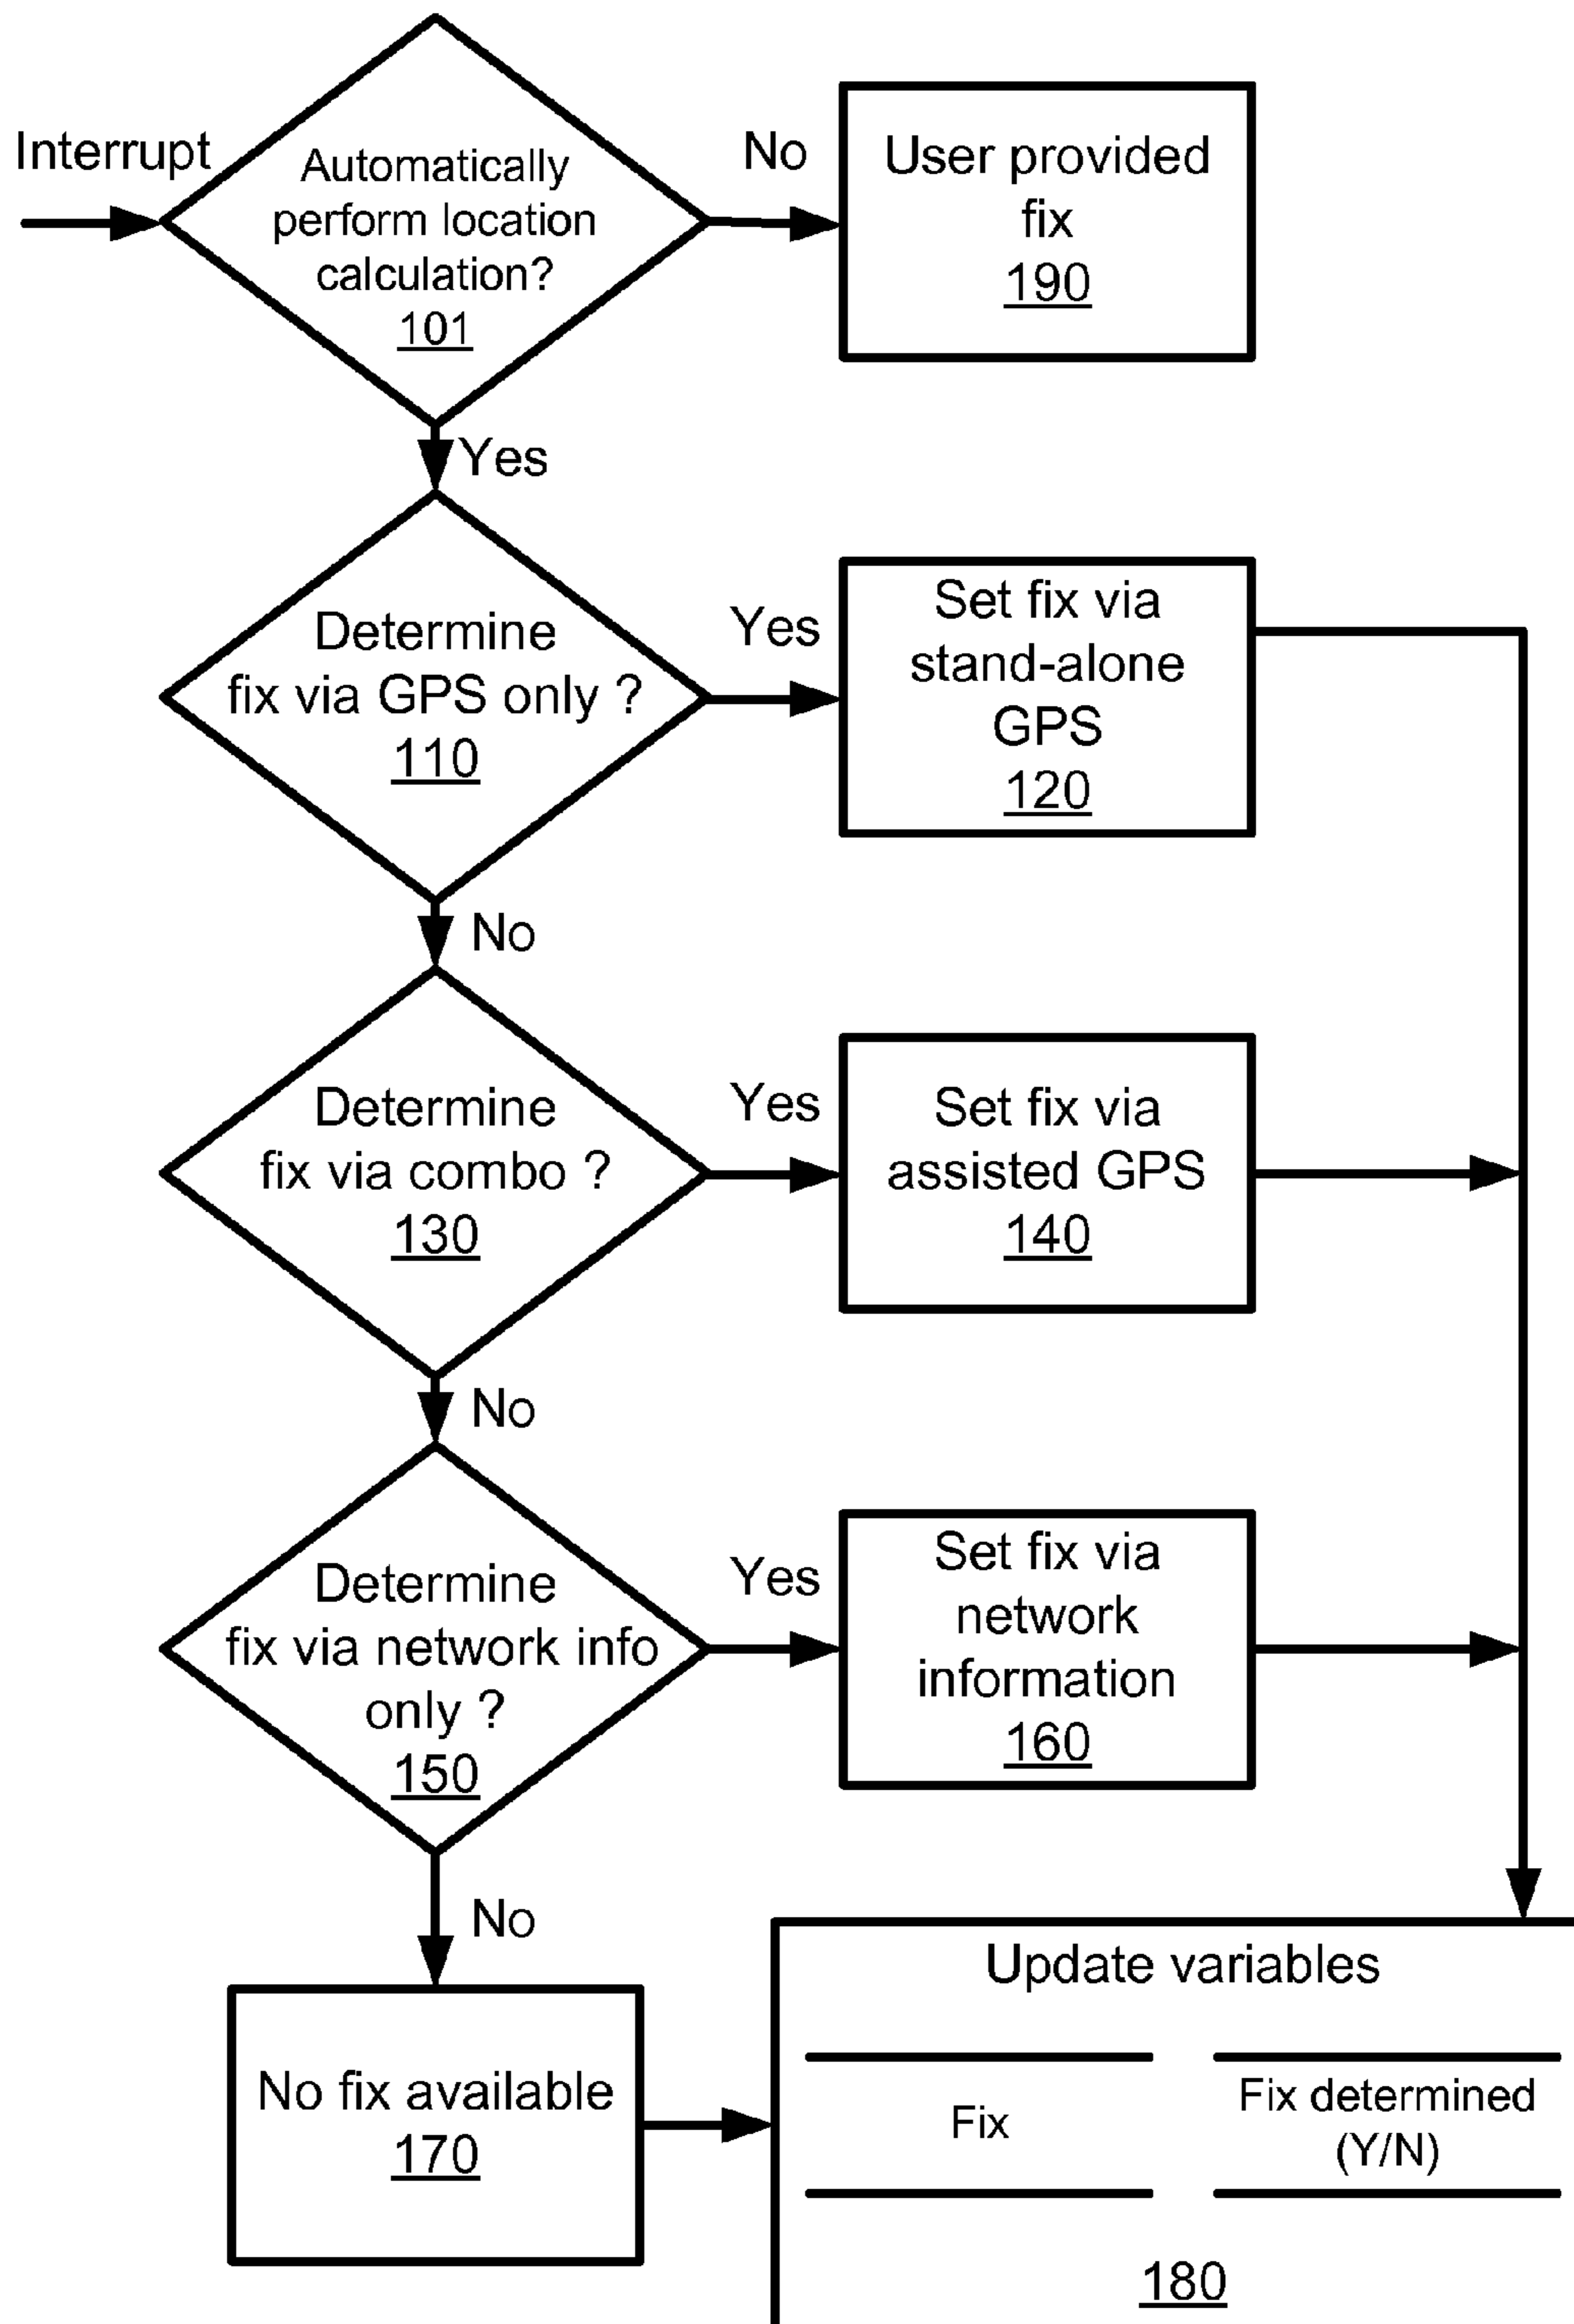 Interrupt
Automatically
perform location
calculation?
101
No
User provided
fix
190
Yes
Determine
fix via GPS only ?
110
Yes
Set fix via
stand-alone
GPS
120
No
Determine
fix via combo ?
130
Yes
Set fix via
assisted GPS
140
No
Determine
fix via network info
only ?
150
Yes
Set fix via
network
information
160
No
No fix available
170
Update variables
Fix
Fix determined
(Y/N)
180